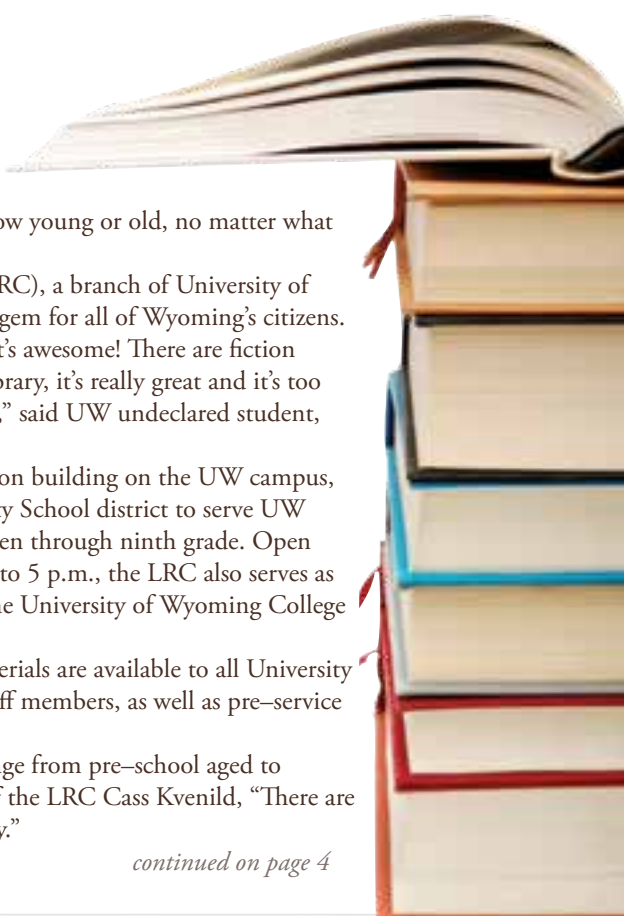 ow young or old, no matter what
RC), a branch of University of
gem for all of Wyoming’s citizens.
t’s awesome! There are fiction
orary, it’s really great and it’s too
,” said UW undeclared student,
on building on the UW campus,
ty School district to serve UW
en through ninth grade. Open
to 5 p.m., the LRC also serves as
e University of Wyoming College
erials are available to all University
ff members, as well as pre–service
ge from pre–school aged to
f the LRC Cass Kvenild, “There are
y.”
continued on page 4